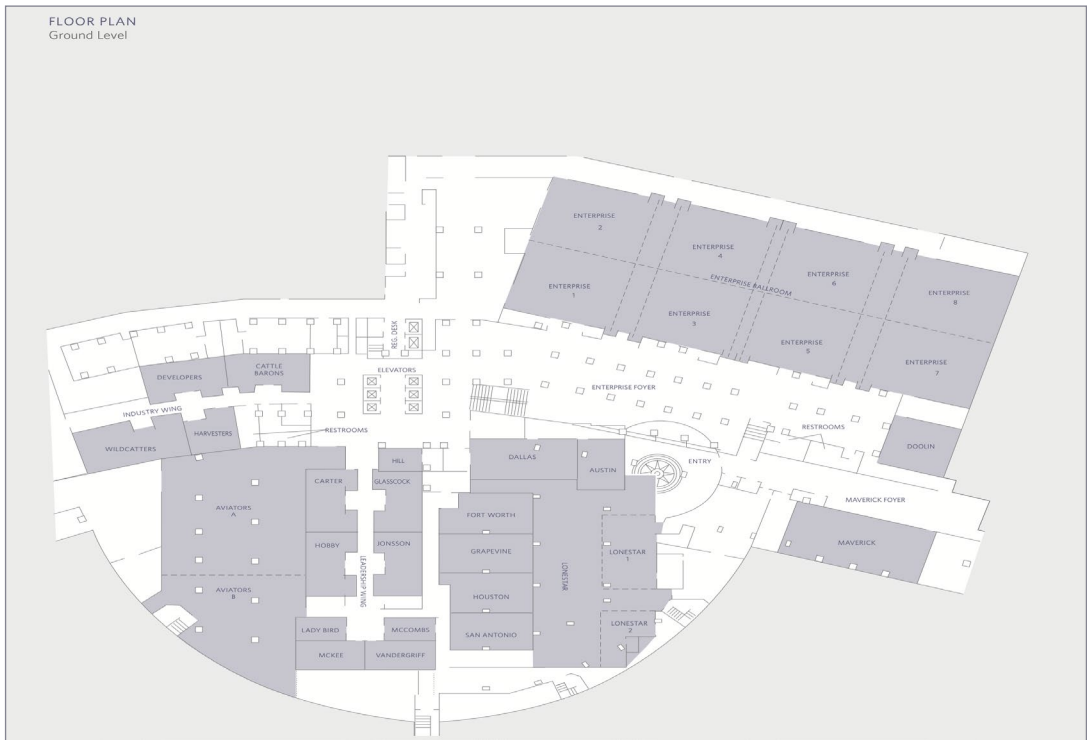 FLOOR PLAN
Ground Level
ENTERPRISE
2
ENTERPRISE
4
ENTERPRISE
6
ENTERPRISE
8
ENTERPRISE BALLROOM
ENTERPRISE
1
ENTERPRISE
3
ENTERPRISE
5
ENTERPRISE
7
REG. DESK
ELEVATORS
ENTERPRISE FOYER
DEVELOPERS
CATTLE
BARONS
INDUSTRY WING
RESTROOMS
WILDCATTERS
HARVESTERS
RESTROOMS
DOOLIN
HILL
DALLAS
AUSTIN
ENTRY
MAVERICK FOYER
MAVERICK
AVIATORS
A
CARTER
GLASSCOCK
FORT WORTH
HOBBY
JONSSON
GRAPEVINE
LONESTAR
1
LONESTAR
LEADERSHIP WING
AVIATORS
B
HOUSTON
LONESTAR
2
LADY BIRD
MCCOMBS
SAN ANTONIO
MCKEE
VANDERGRIFF